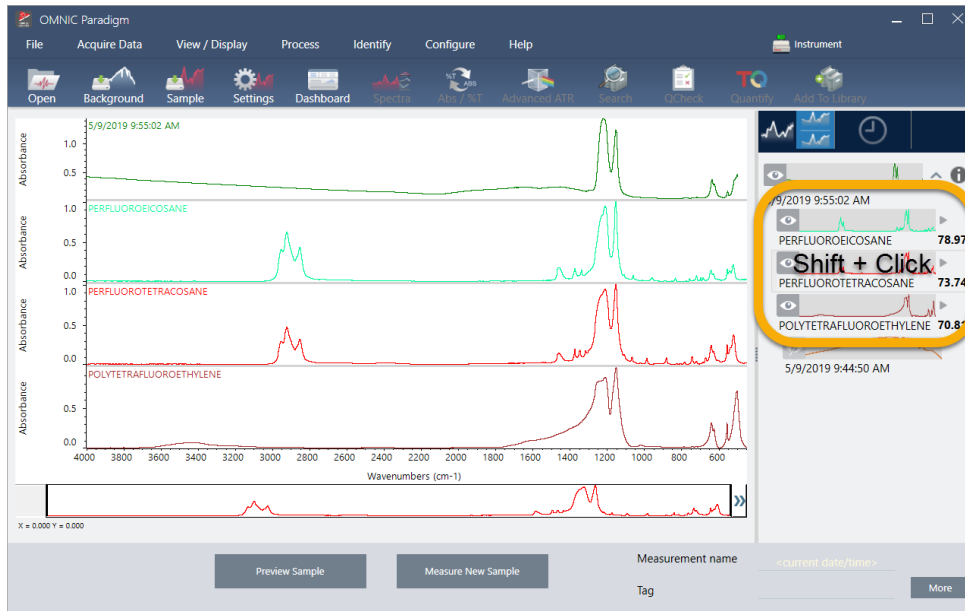 OMNIC Paradigm
File Acquire Data View / Display Process Identify Configure Help Instrument
%T ABS TQ
Open Background Sample Settings Dashboard Spectra Abs / %T Advanced ATR Search QCheck Quantify Add To Library
5/9/2019 9:55:02 AM
Absorbance
1.0
0.5
PERFLUOROEICOSANE
Absorbance
1.0
0.5
0.0
PERFLUOROTETRACOSANE
Absorbance
1.0
0.5
0.0
POLYTETRAFLUOROETHYLENE
Absorbance
0.5
0.0
4000 3800 3600 3400 3200 3000 2800 2600 2400 2200 2000 1800 1600 1400 1200 1000 800 600
Wavenumbers (cm-1)
X = 0.000 Y = 0.000
5/9/2019 9:55:02 AM
PERFLUOROEICOSANE 78.97
Shift + Click
PERFLUOROTETRACOSANE 73.74
POLYTETRAFLUOROETHYLENE 70.81
5/9/2019 9:44:50 AM
Preview Sample
Measure New Sample
Measurement name <current date/time>
Tag
More